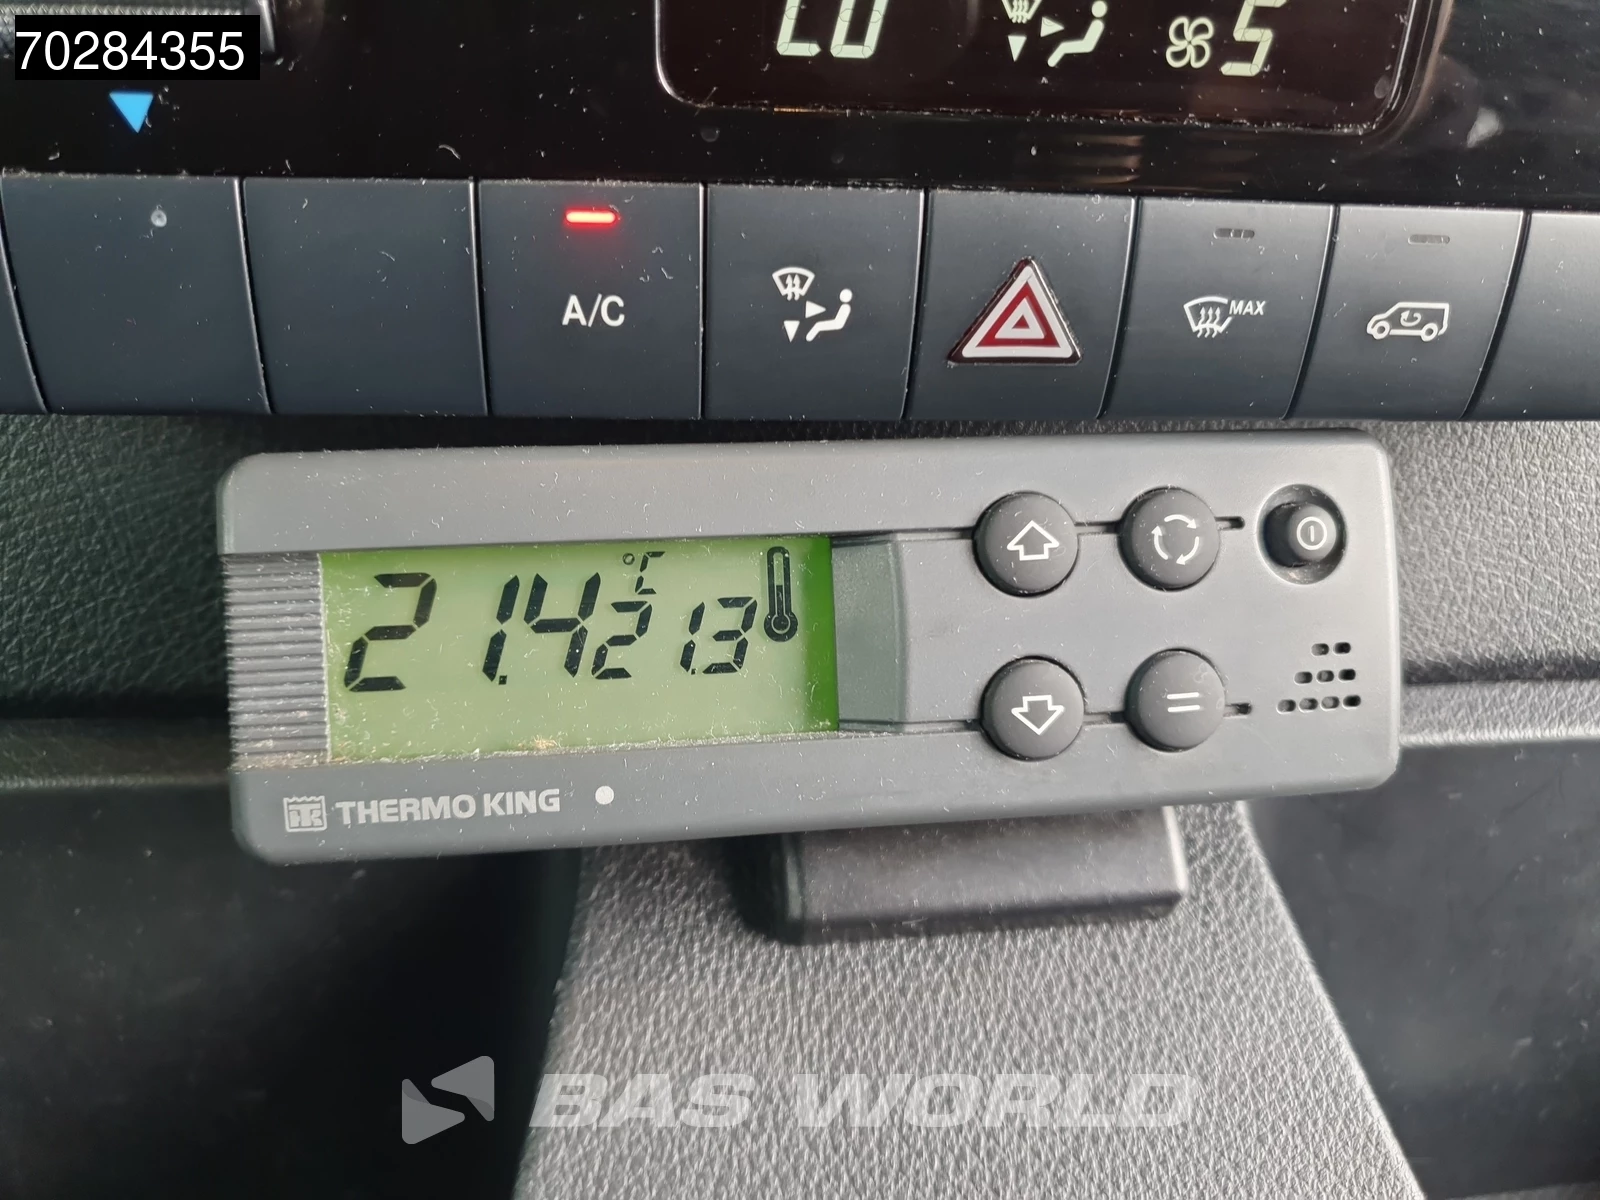 70284355
LO 5
A/C
MAX
21.4 °C 21.3
THERMO KING
BAS WORLD